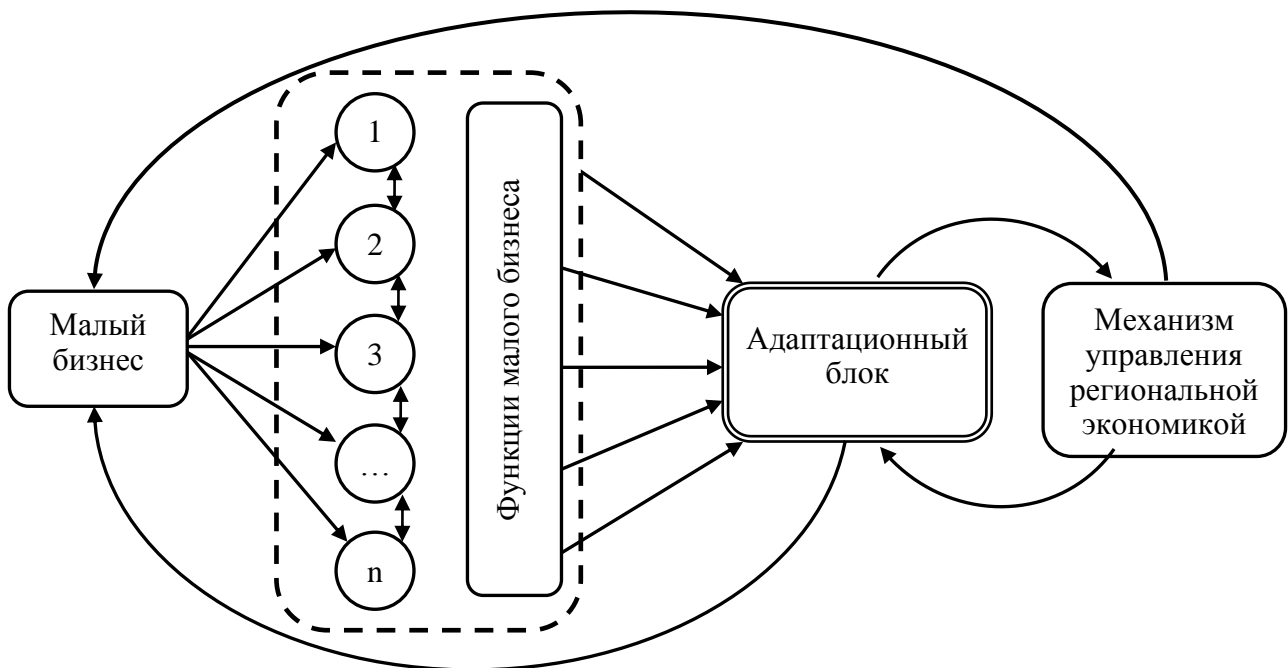 Малый
бизнес
1
2
3
…
n
Функции малого бизнеса
Адаптационный
блок
Механизм
управления
региональной
экономикой